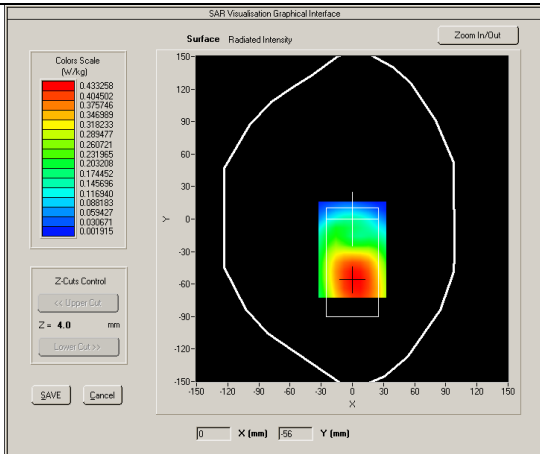 SAR Visualisation Graphical Interface
Surface Radiated Intensity
Zoom In/Out
Colors Scale
(W/kg)
0.433258
0.404502
0.375746
0.346989
0.318233
0.289477
0.260721
0.231965
0.203208
0.174452
0.145696
0.116940
0.088183
0.059427
0.030671
0.001915
Z-Cuts Control
<< Upper Cut
Z = 4.0 mm
Lower Cut >>
SAVE Cancel
150-
120-
90-
60-
30-
0-
-30-
-60-
-90-
-120-
-150-
Y
-150 -120 -90 -60 -30 0 30 60 90 120 150
X
0 X (mm) -56 Y (mm)